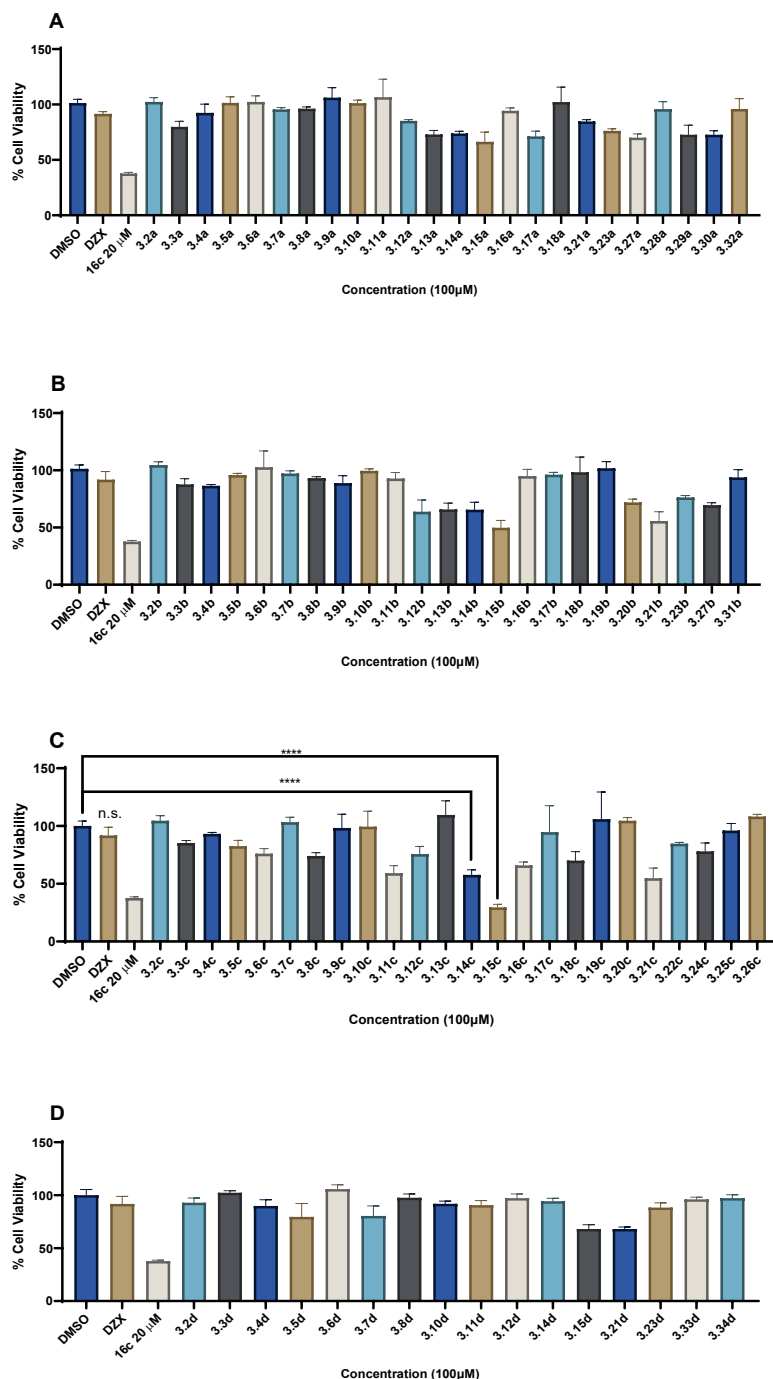 A
% Cell Viability
150
100
50
0
DMSO
DZX
16c 20 μM
3.2a
3.3a
3.4a
3.5a
3.6a
3.7a
3.8a
3.9a
3.10a
3.11a
3.12a
3.13a
3.14a
3.15a
3.16a
3.17a
3.18a
3.21a
3.23a
3.27a
3.28a
3.29a
3.30a
3.32a
Concentration (100μM)
B
% Cell Viability
150
100
50
0
DMSO
DZX
16c 20 μM
3.2b
3.3b
3.4b
3.5b
3.6b
3.7b
3.8b
3.9b
3.10b
3.11b
3.12b
3.13b
3.14b
3.15b
3.16b
3.17b
3.18b
3.19b
3.20b
3.21b
3.23b
3.27b
3.31b
Concentration (100μM)
C
% Cell Viability
150
100
50
0
****
****
n.s.
DMSO
DZX
16c 20 μM
3.2c
3.3c
3.4c
3.5c
3.6c
3.7c
3.8c
3.9c
3.10c
3.11c
3.12c
3.13c
3.14c
3.15c
3.16c
3.17c
3.18c
3.19c
3.20c
3.21c
3.22c
3.24c
3.25c
3.26c
Concentration (100μM)
D
% Cell Viability
150
100
50
0
DMSO
DZX
16c 20 μM
3.2d
3.3d
3.4d
3.5d
3.6d
3.7d
3.8d
3.10d
3.11d
3.12d
3.14d
3.15d
3.21d
3.23d
3.33d
3.34d
Concentration (100μM)